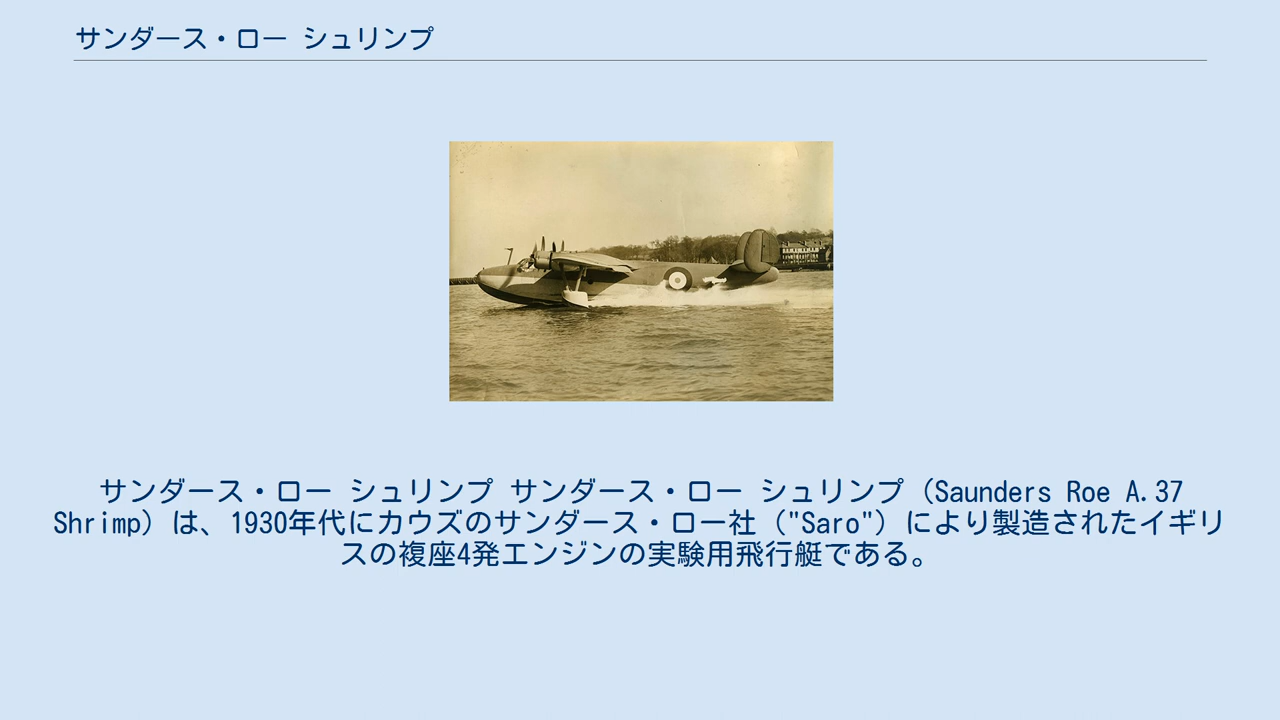 サンダース・ロー シュリンプ
サンダース・ロー シュリンプ サンダース・ロー シュリンプ（Saunders Roe A.37
Shrimp）は、1930年代にカウズのサンダース・ロー社（"Saro"）により製造されたイギリ
スの複座4発エンジンの実験用飛行艇である。